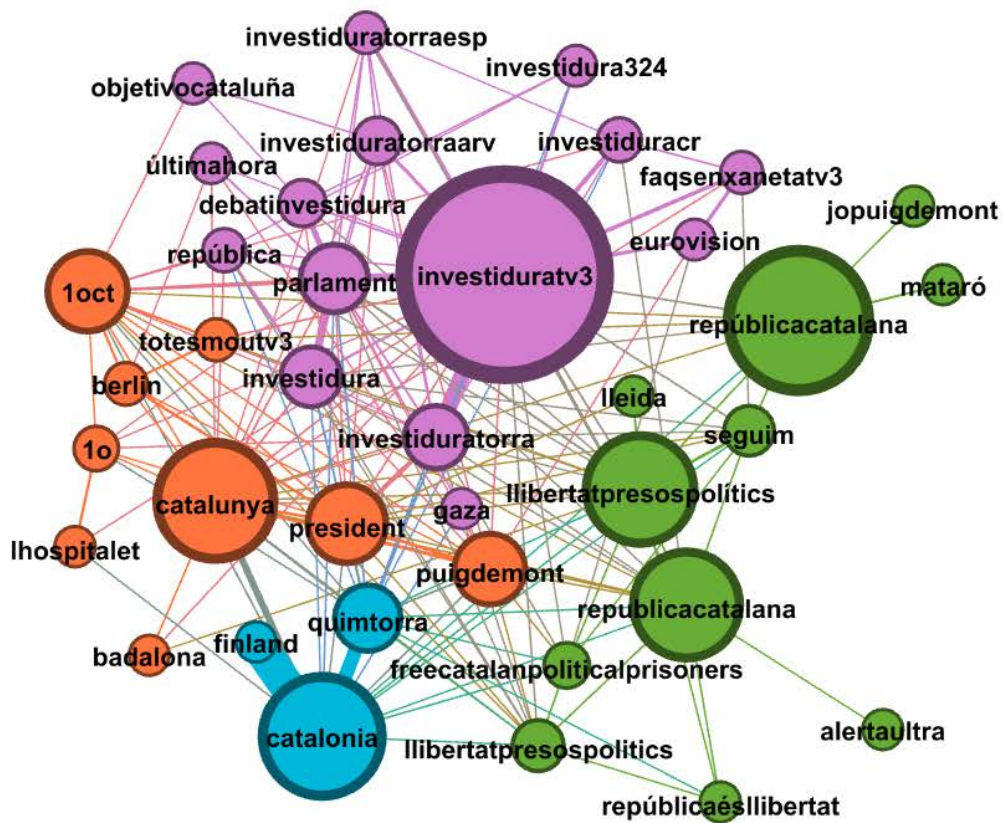 investiduratorraesp
investidura324
objetivocataluña
investiduratorraarv
investiduracr
últimahora
faqsenxanetatv3
debatinvestidura
jopuigdemont
república
eurovision
parlament
investiduratv3
1oct
mataró
repúblicacatalana
totesmoutv3
berlin
investidura
lleida
1o
investiduratorra
seguim
llibertatpresospolítics
catalunya
president
gaza
lhospitalet
puigdemont
republicacatalana
quimtorra
finland
badalona
freecatalanpoliticalprisoners
catalonia
llibertatpresospolitics
alertaultra
repúblicaésllibertat